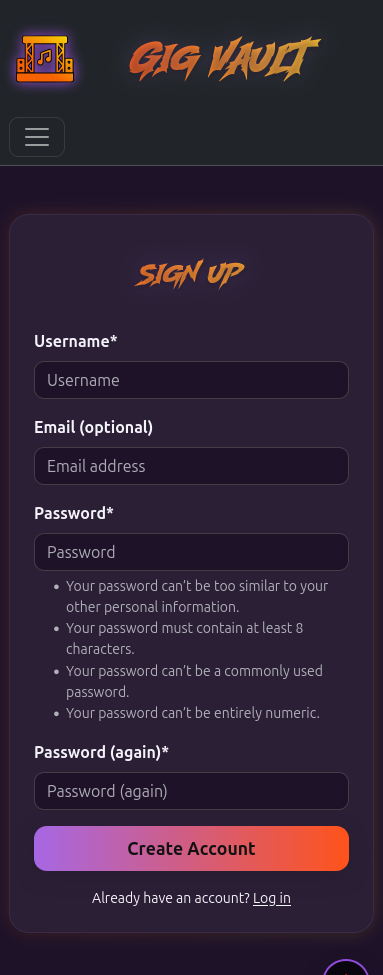 Gig Vault
Sign Up
Username*
Username
Email (optional)
Email address
Password*
Password
• Your password can't be too similar to your
other personal information.
• Your password must contain at least 8
characters.
• Your password can't be a commonly used
password.
• Your password can't be entirely numeric.
Password (again)*
Password (again)
Create Account
Already have an account? Log in